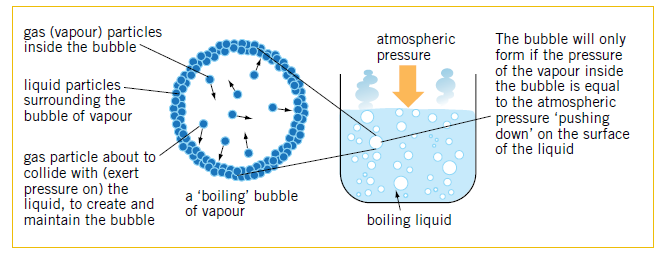 gas (vapour) particles
inside the bubble
liquid particles
surrounding the
bubble of vapour
gas particle about to
collide with (exert
pressure on) the
liquid, to create and
maintain the bubble
a ‘boiling’ bubble
of vapour
atmospheric
pressure
boiling liquid
The bubble will only
form if the pressure
of the vapour inside
the bubble is equal
to the atmospheric
pressure ‘pushing
down’ on the surface
of the liquid